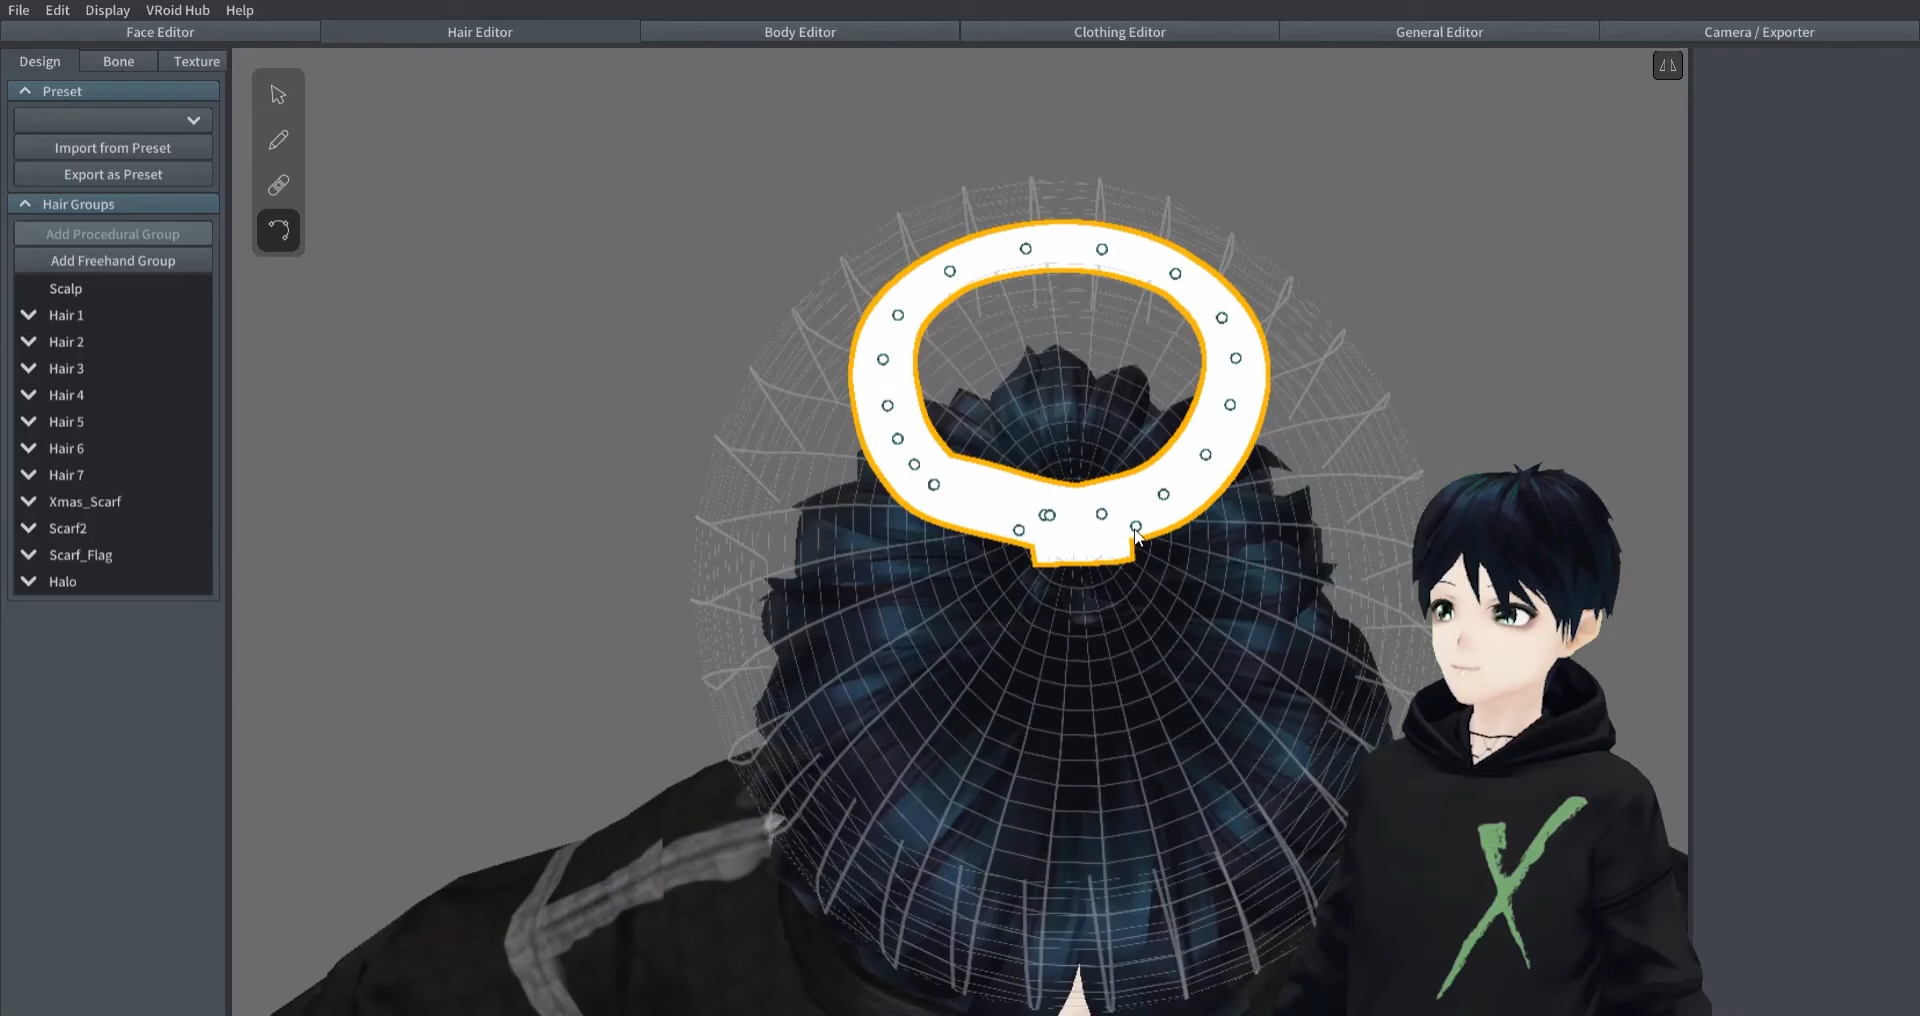 File Edit Display VRoid Hub Help
Face Editor Hair Editor Body Editor Clothing Editor General Editor Camera / Exporter
Design Bone Texture
Preset
Import from Preset
Export as Preset
Hair Groups
Add Procedural Group
Add Freehand Group
Scalp
Hair 1
Hair 2
Hair 3
Hair 4
Hair 5
Hair 6
Hair 7
Xmas_Scarf
Scarf2
Scarf_Flag
Halo
X